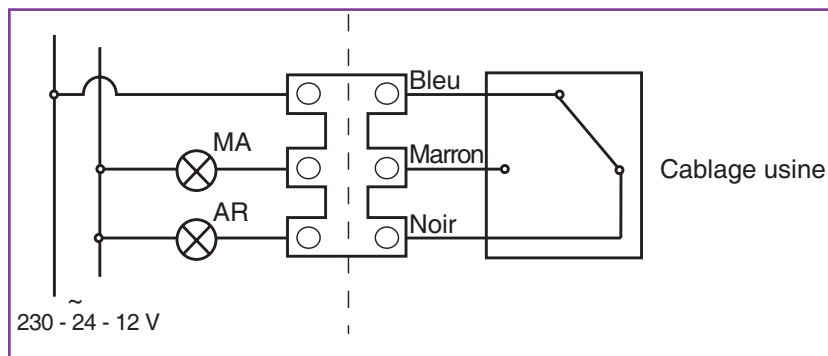 Bleu
MA
Marron
Cablage usine
AR
Noir
~
230 - 24 - 12 V